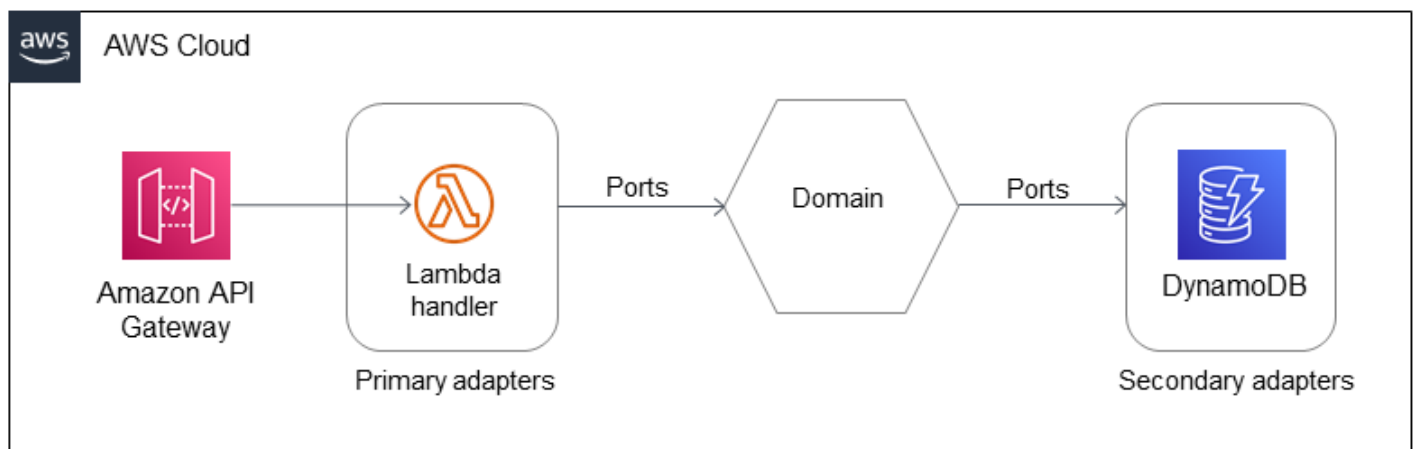 aws
AWS Cloud
Amazon API
Gateway
</>
Lambda
handler
Primary adapters
Ports
Domain
Ports
DynamoDB
Secondary adapters